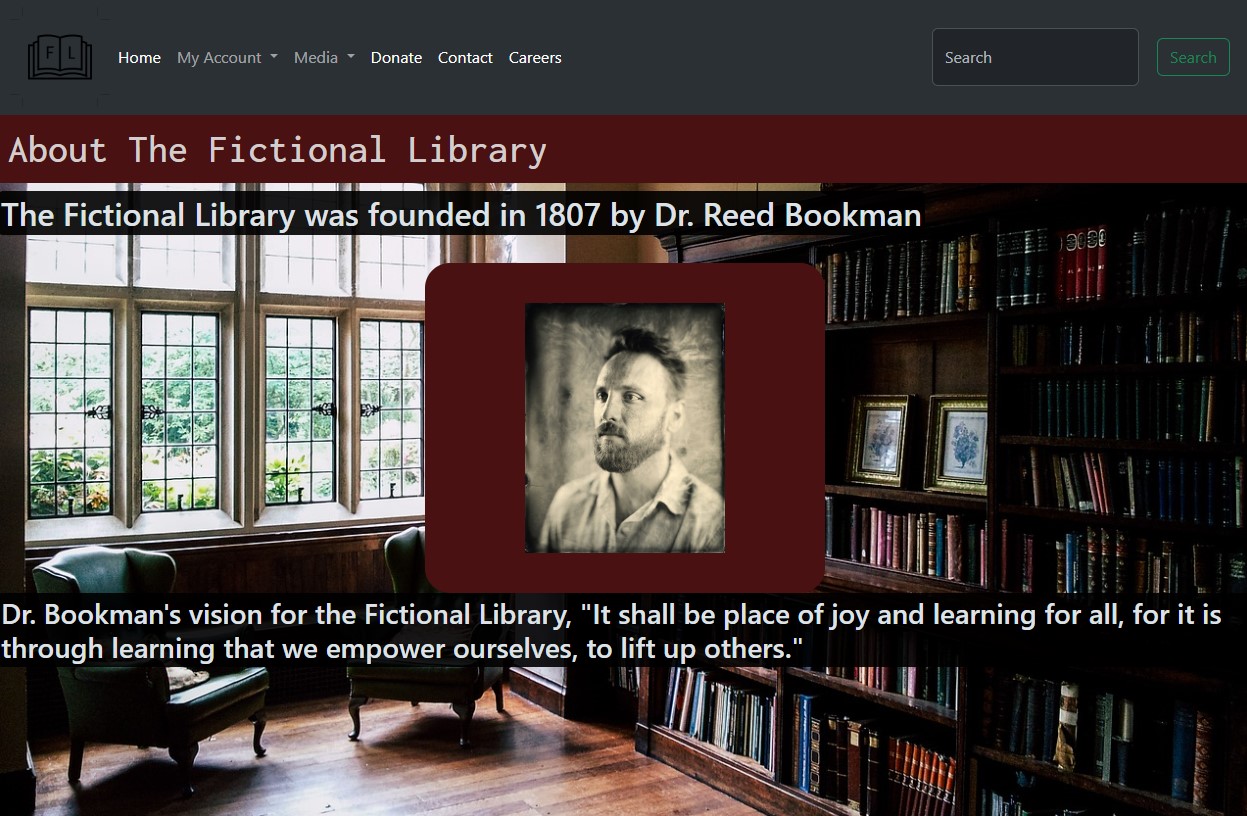 F L
Home My Account Media Donate Contact Careers Search Search
About The Fictional Library
The Fictional Library was founded in 1807 by Dr. Reed Bookman
Dr. Bookman's vision for the Fictional Library, "It shall be place of joy and learning for all, for it is
through learning that we empower ourselves, to lift up others."